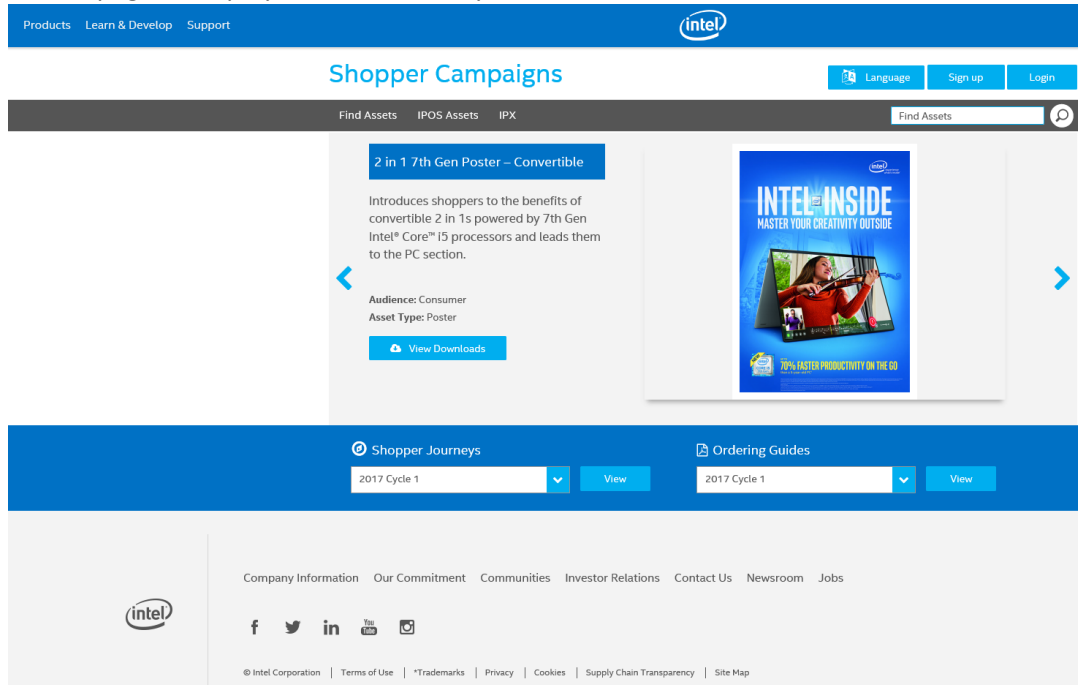 Products Learn & Develop Support
intel
Shopper Campaigns
Language Sign up Login
Find Assets IPOS Assets IPX
Find Assets
2 in 1 7th Gen Poster – Convertible
Introduces shoppers to the benefits of
convertible 2 in 1s powered by 7th Gen
Intel® Core™ i5 processors and leads them
to the PC section.
Audience: Consumer
Asset Type: Poster
View Downloads
intel
INTEL INSIDE
MASTER YOUR CREATIVITY OUTSIDE
70% FASTER PRODUCTIVITY ON THE GO
Shopper Journeys
2017 Cycle 1 View
Ordering Guides
2017 Cycle 1 View
Company Information Our Commitment Communities Investor Relations Contact Us Newsroom Jobs
intel
f in You Tube
© Intel Corporation | Terms of Use | *Trademarks | Privacy | Cookies | Supply Chain Transparency | Site Map